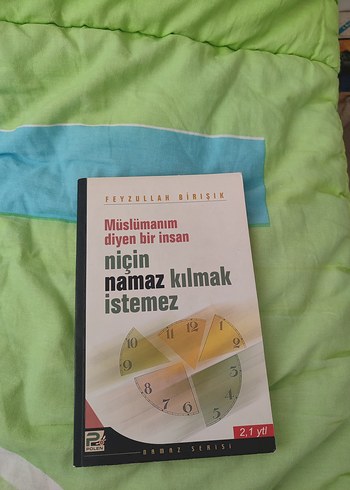 FEYZULLAH BİRIŞIK
Müslümanım
diyen bir insan
niçin
namaz kılmak
istemez
11 12 1
10 2
9
8 7 6 5 4 3
2,1 ytl
POLEN
NAMAZ SERİSİ